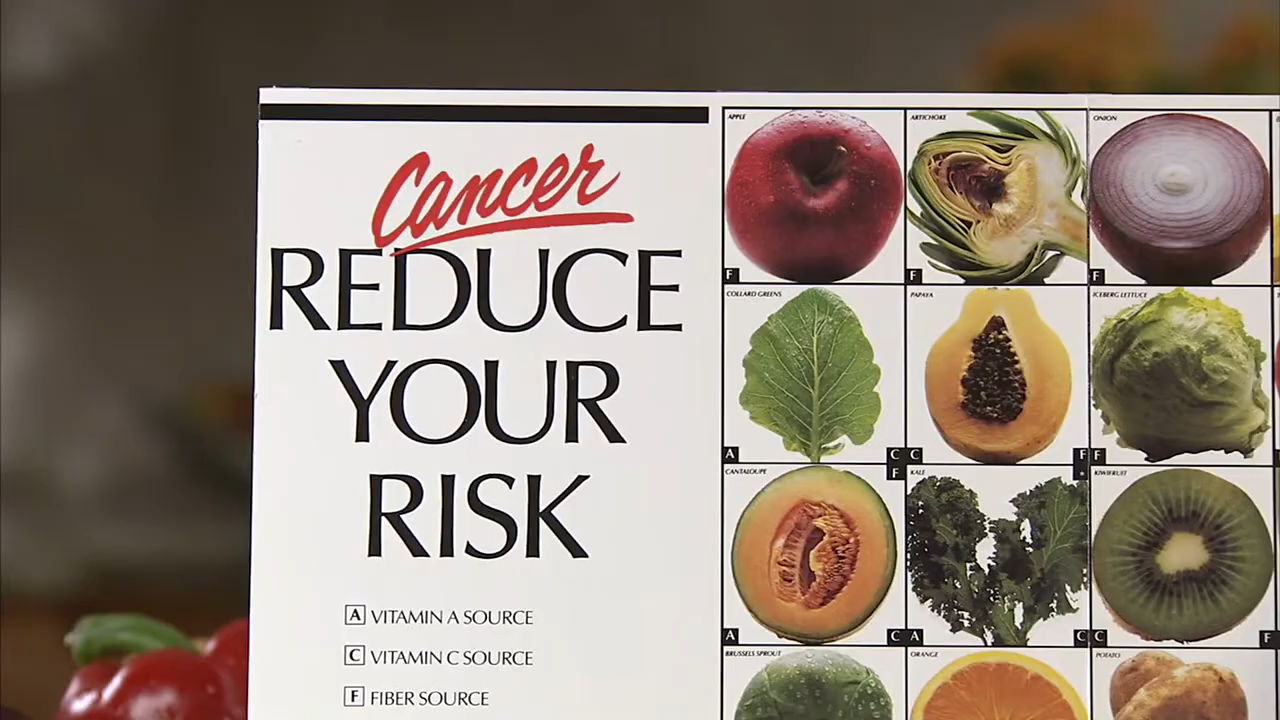 Cancer
REDUCE
YOUR
RISK
A VITAMIN A SOURCE
C VITAMIN C SOURCE
F FIBER SOURCE
APPLE
F
ARTICHOKE
F
ONION
F
COLLARD GREENS
A
C
F
PAPAYA
C
F
*
ICEBERG LETTUCE
F
CANTALOUPE
A
C
KALE
A
C
KIWIFRUIT
C
F
BRUSSELS SPROUT
ORANGE
POTATO